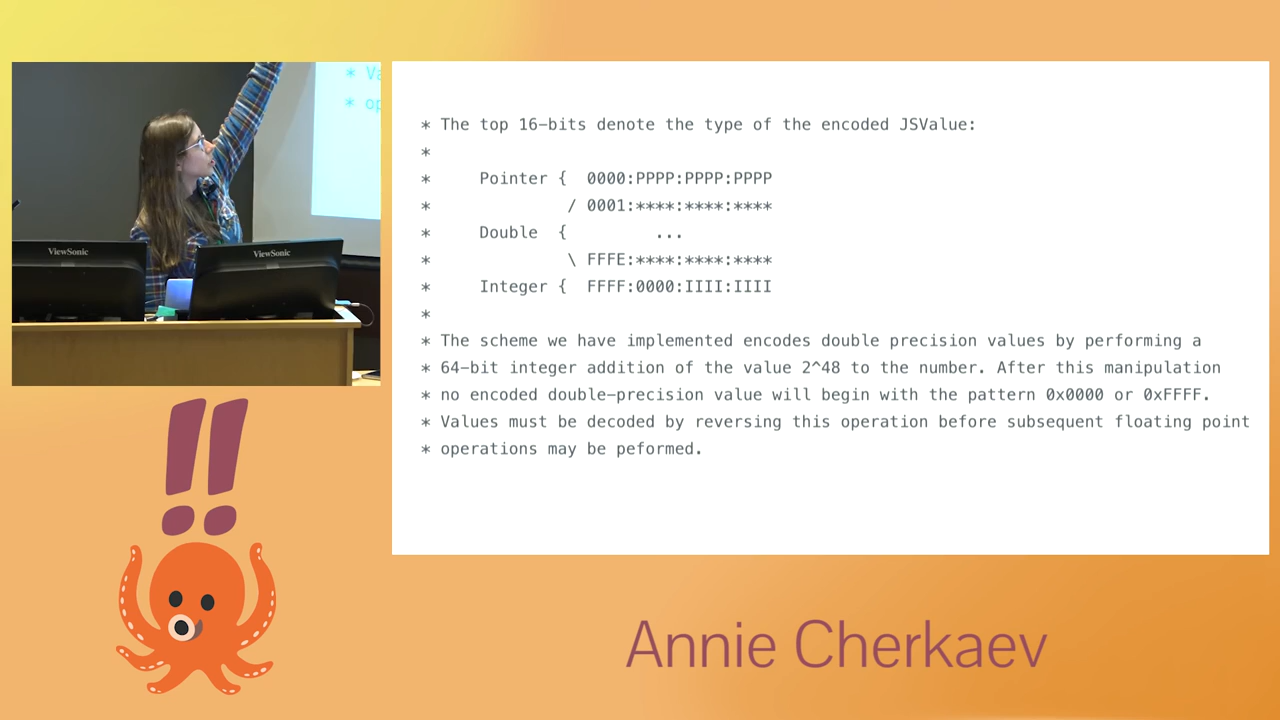 * Va
* op
ViewSonic
ViewSonic
* The top 16-bits denote the type of the encoded JSValue:
*
* Pointer { 0000:PPPP:PPPP:PPPP
* / 0001:****:****:****
* Double { ...
* \ FFFE:****:****:****
* Integer { FFFF:0000:IIII:IIII
*
* The scheme we have implemented encodes double precision values by performing a
* 64-bit integer addition of the value 2^48 to the number. After this manipulation
* no encoded double-precision value will begin with the pattern 0x0000 or 0xFFFF.
* Values must be decoded by reversing this operation before subsequent floating point
* operations may be peformed.
!!
Annie Cherkaev